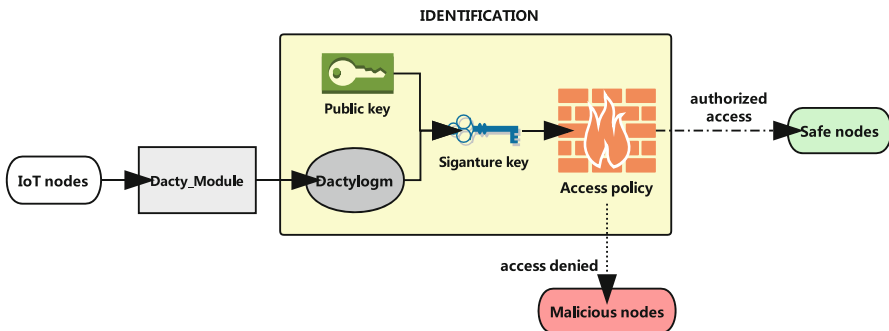 IDENTIFICATION
Public key
authorized
access
Safe nodes
Siganture key
IoT nodes
Dacty_Module
Dactylogm
Access policy
access denied
Malicious nodes